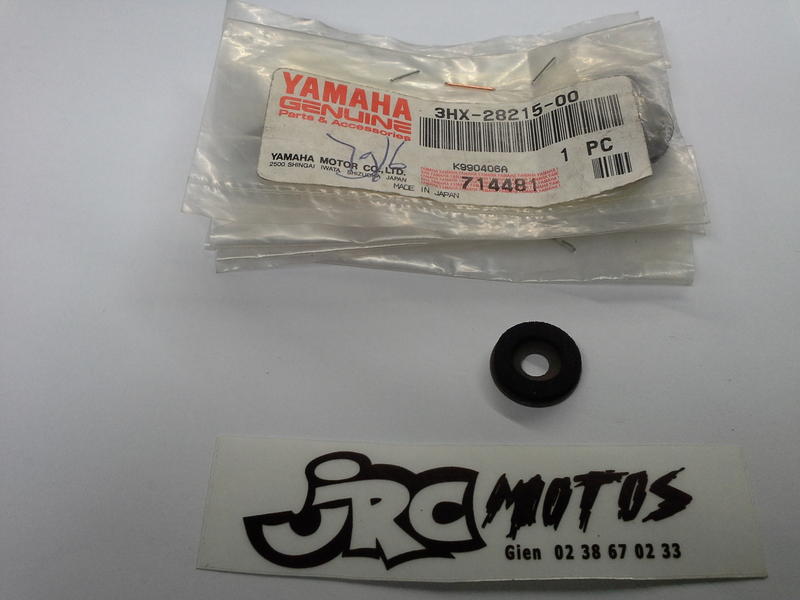 YAMAHA
GENUINE
Parts & Accessories
3HX-28215-00
1 PC
YAMAHA MOTOR CO., LTD.
2500 SHINGAI IWATA SHIZUOKA JAPAN
K990406A
714481
MADE IN JAPAN
JRC MOTOS
Gien 02 38 67 02 33